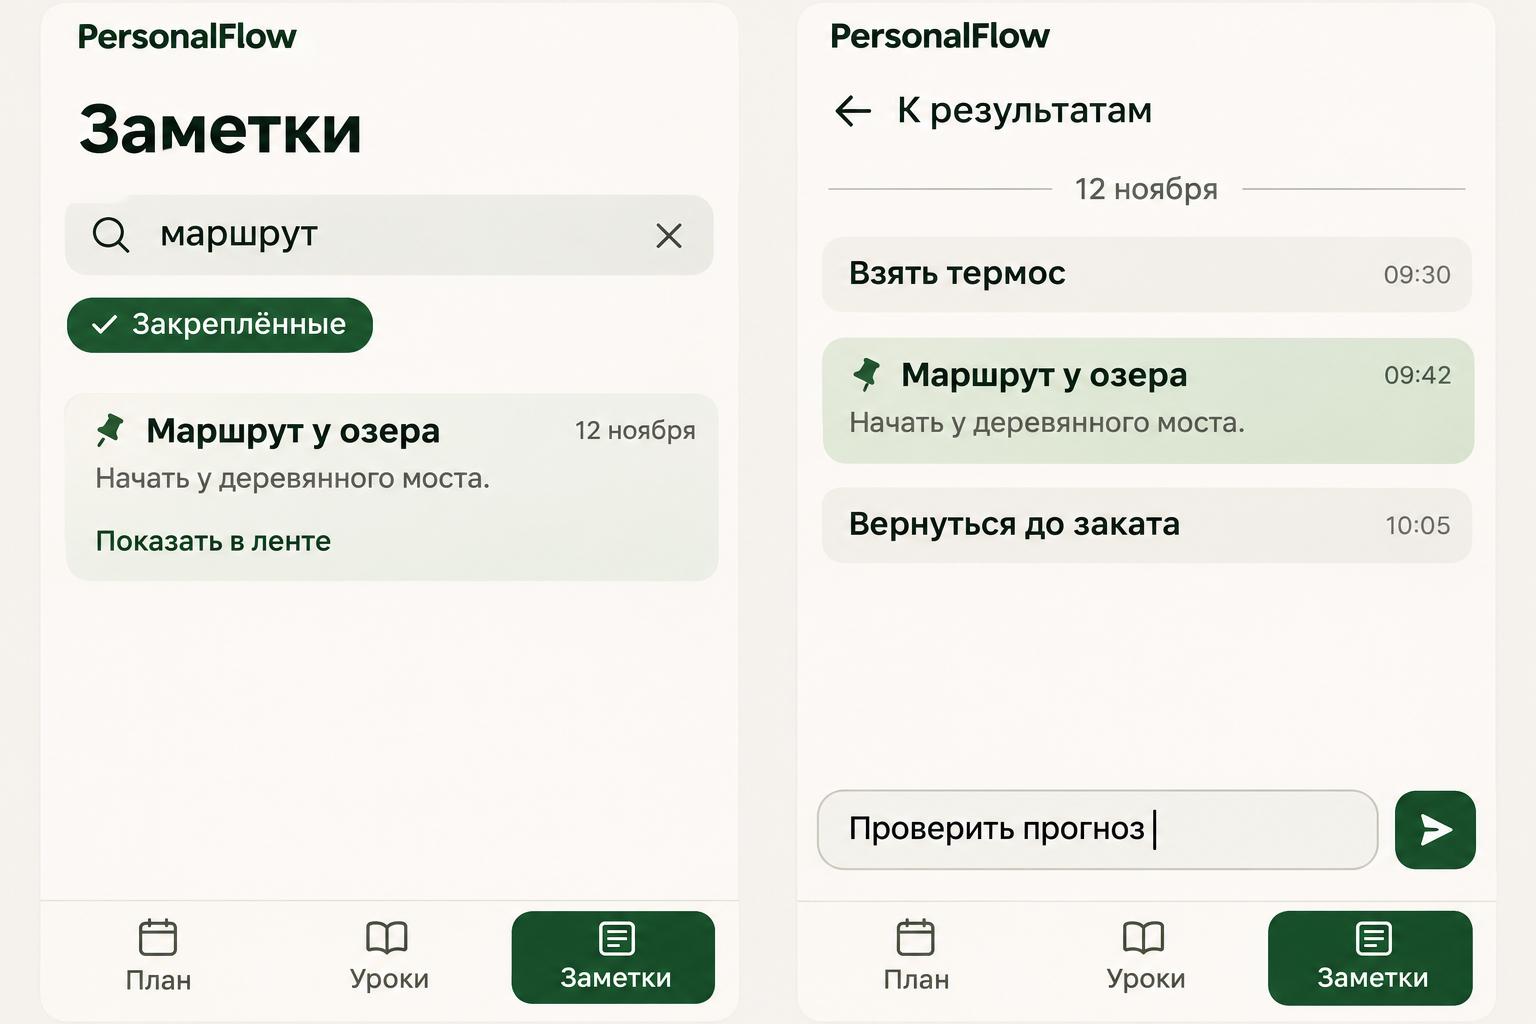 PersonalFlow
Заметки
маршрут
Закреплённые
Маршрут у озера 12 ноября
Начать у деревянного моста.
Показать в ленте
План Уроки Заметки
PersonalFlow
К результатам
12 ноября
Взять термос 09:30
Маршрут у озера 09:42
Начать у деревянного моста.
Вернуться до заката 10:05
Проверить прогноз
План Уроки Заметки